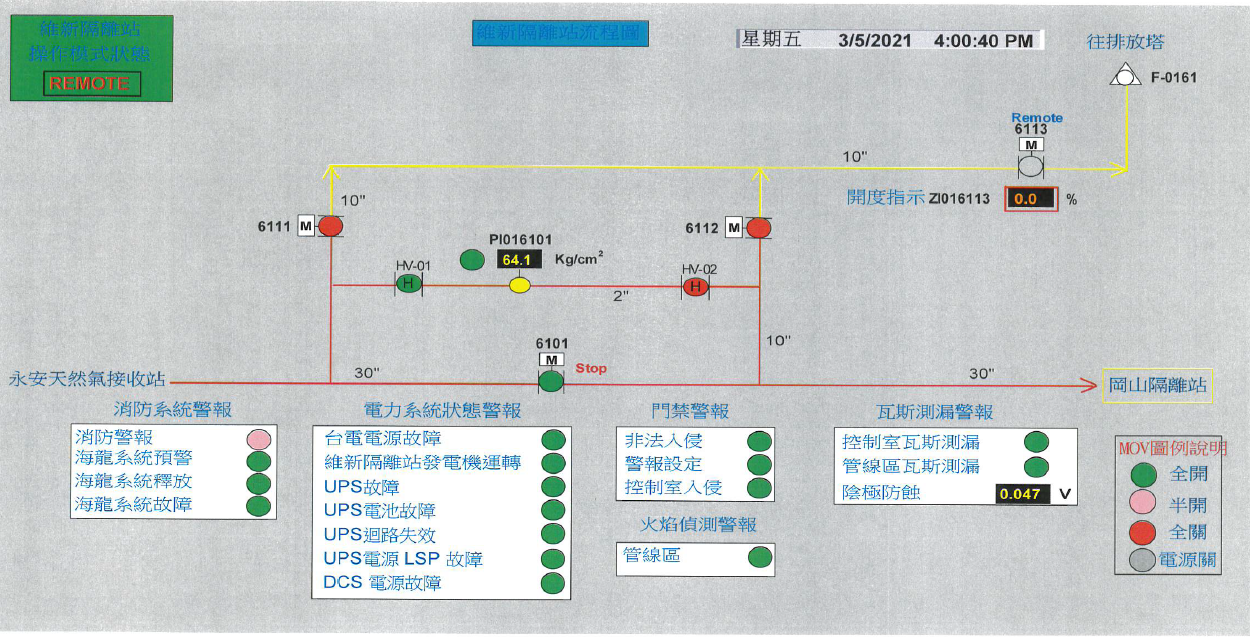 維新隔離站
操作模式狀態
REMOTE
維新隔離站流程圖
星期五 3/5/2021 4:00:40 PM
往排放塔
F-0161
Remote
6113
M
10"
開度指示 ZI016113 0.0 %
10"
6111 M
6112 M
PI016101
64.1 Kg/cm²
HV-01
H
HV-02
H
2"
10"
6101
M
Stop
永安天然氣接收站
30"
30"
岡山隔離站
消防系統警報
消防警報
海龍系統預警
海龍系統釋放
海龍系統故障
電力系統狀態警報
台電電源故障
維新隔離站發電機運轉
UPS故障
UPS電池故障
UPS迴路失效
UPS電源 LSP 故障
DCS 電源故障
門禁警報
非法入侵
警報設定
控制室入侵
火焰偵測警報
管線區
瓦斯測漏警報
控制室瓦斯測漏
管線區瓦斯測漏
陰極防蝕 0.047 V
MOV圖例說明
全開
半開
全關
電源關